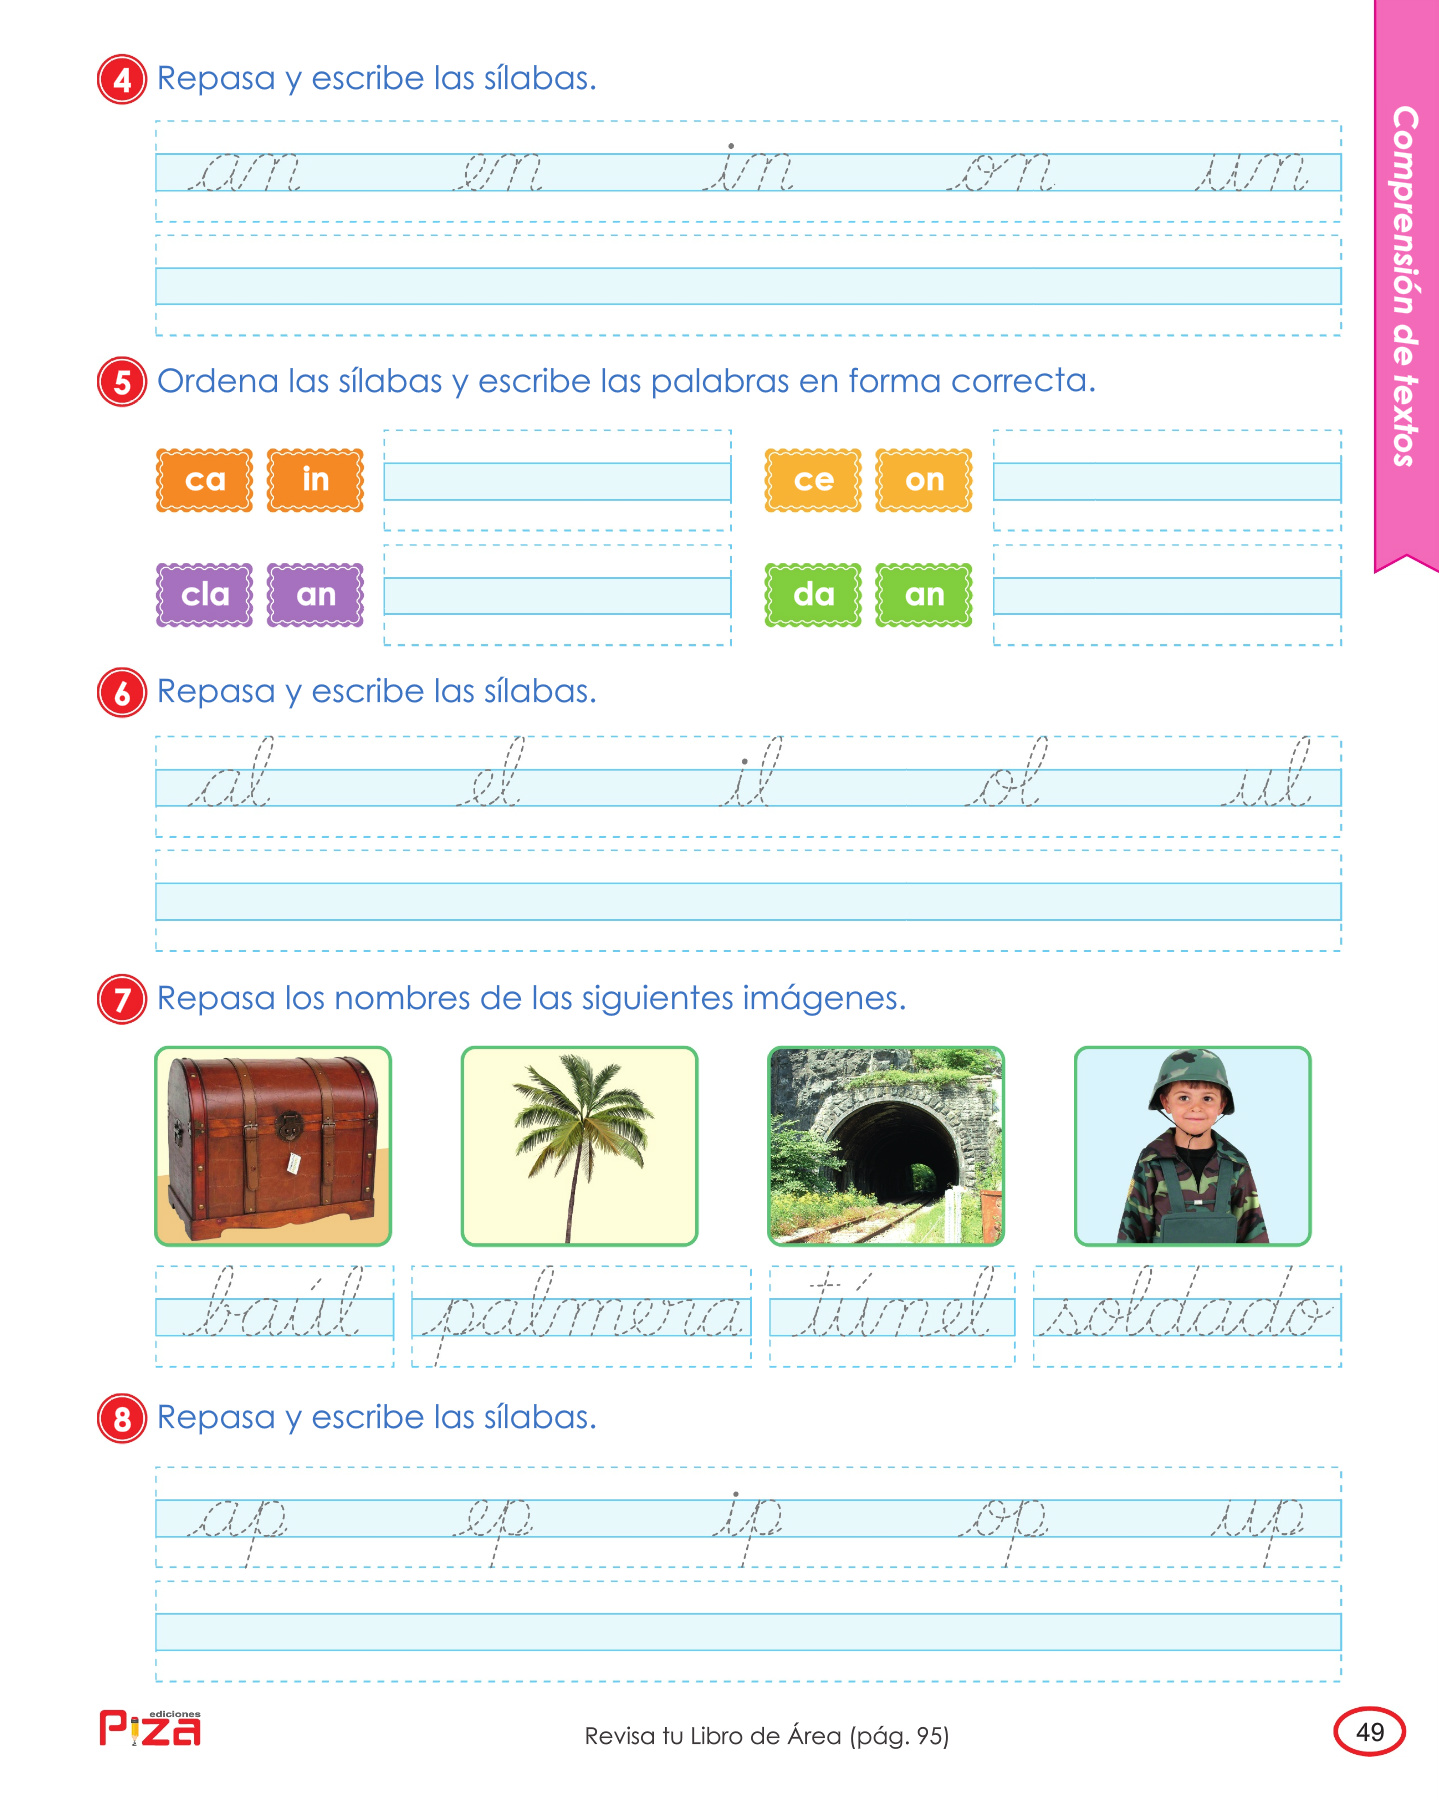 4 Repasa y escribe las sílabas.
an en in on un
5 Ordena las sílabas y escribe las palabras en forma correcta.
ca in ce on
cla an da an
6 Repasa y escribe las sílabas.
al el il ol ul
7 Repasa los nombres de las siguientes imágenes.
baúl palmera túnel soldado
8 Repasa y escribe las sílabas.
ap ep ip op up
ediciones
Piza
Revisa tu Libro de Área (pág. 95)
49
Comprensión de textos